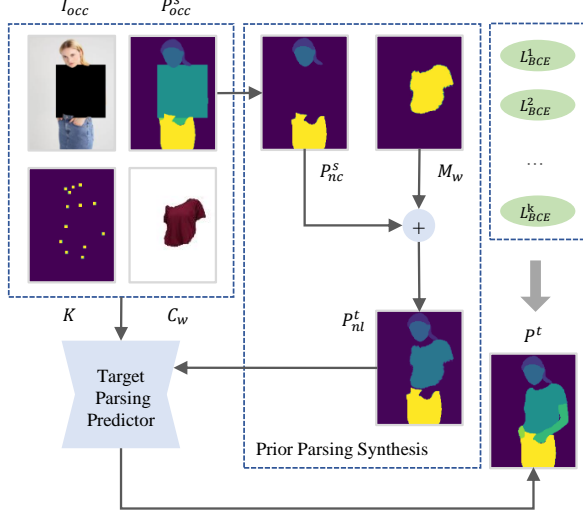 I_occ P^s_occ
L^1_BCE
L^2_BCE
...
L^k_BCE
P^s_nc M_w
+
K C_w
P^t_nl P^t
Target
Parsing
Predictor
Prior Parsing Synthesis